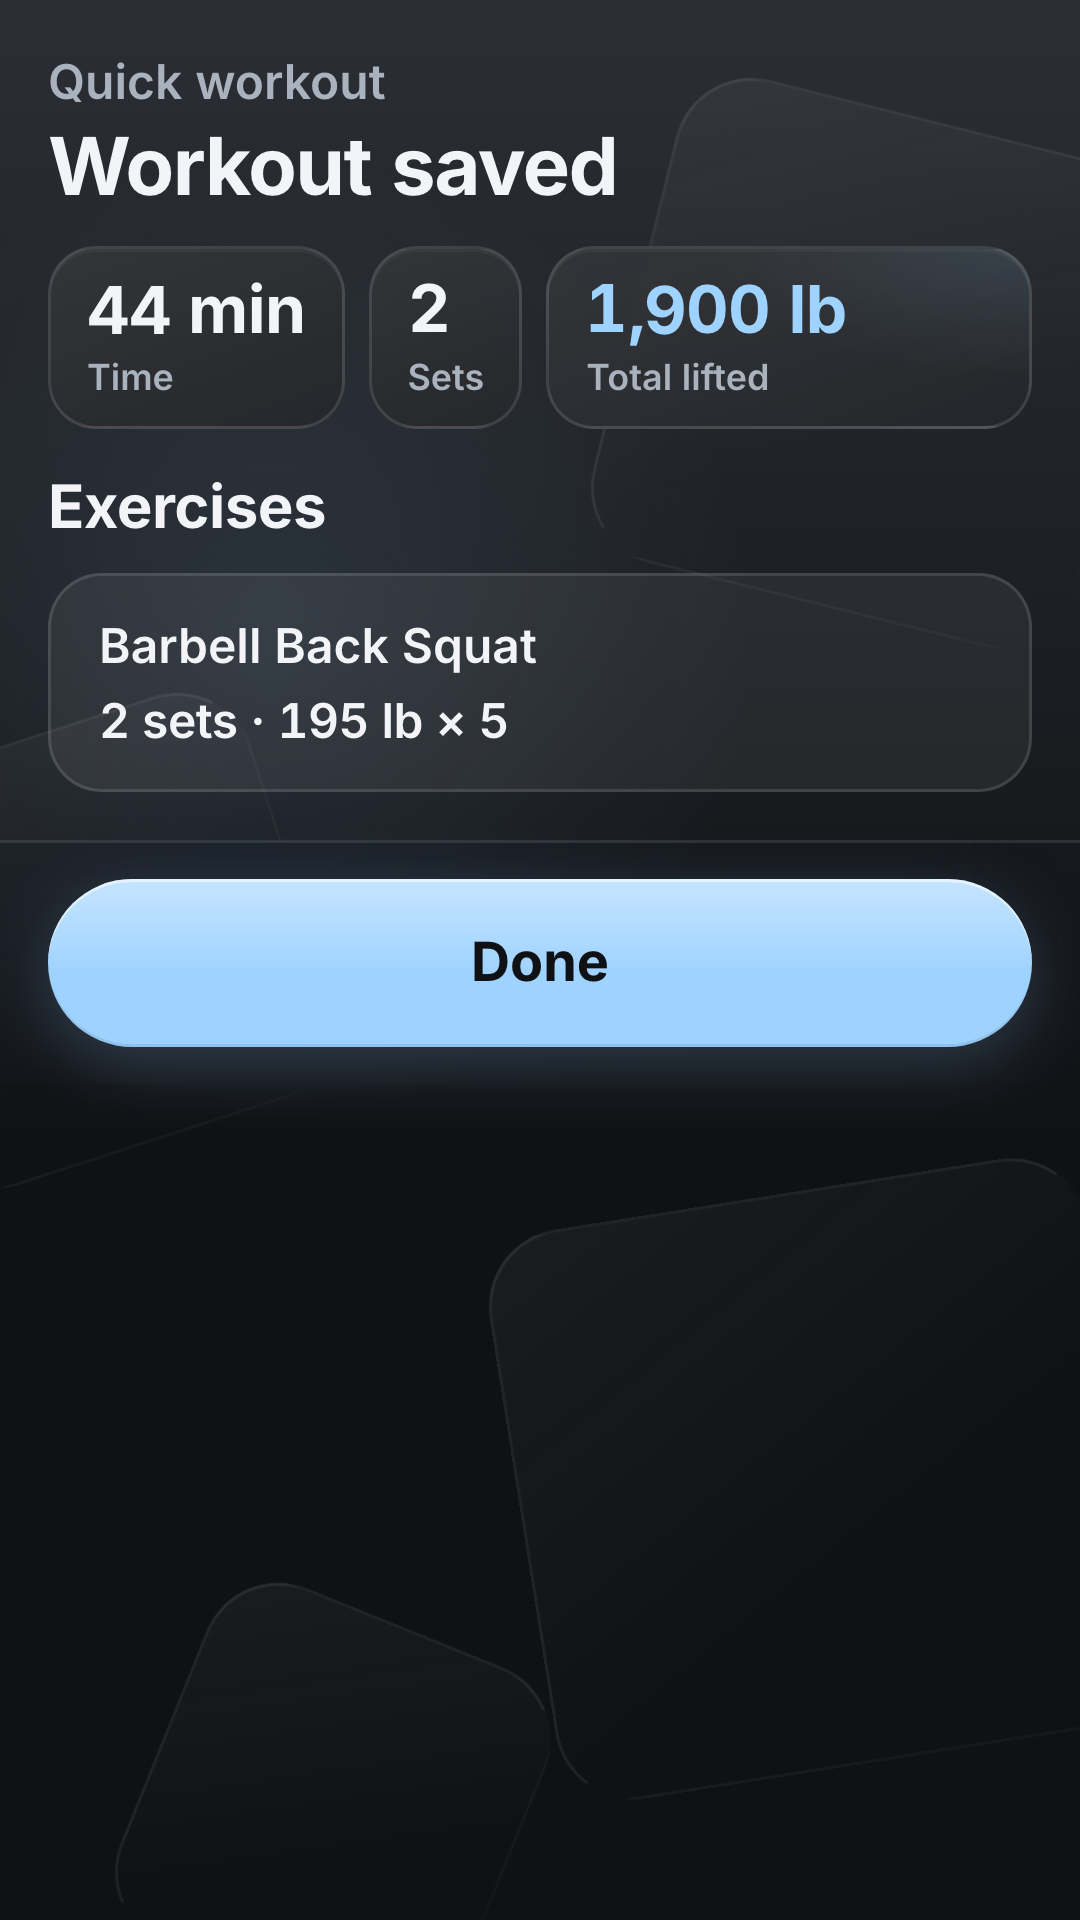 Quick workout
Workout saved
44 min
Time
2
Sets
1,900 lb
Total lifted
Exercises
Barbell Back Squat
2 sets · 195 lb × 5
Done